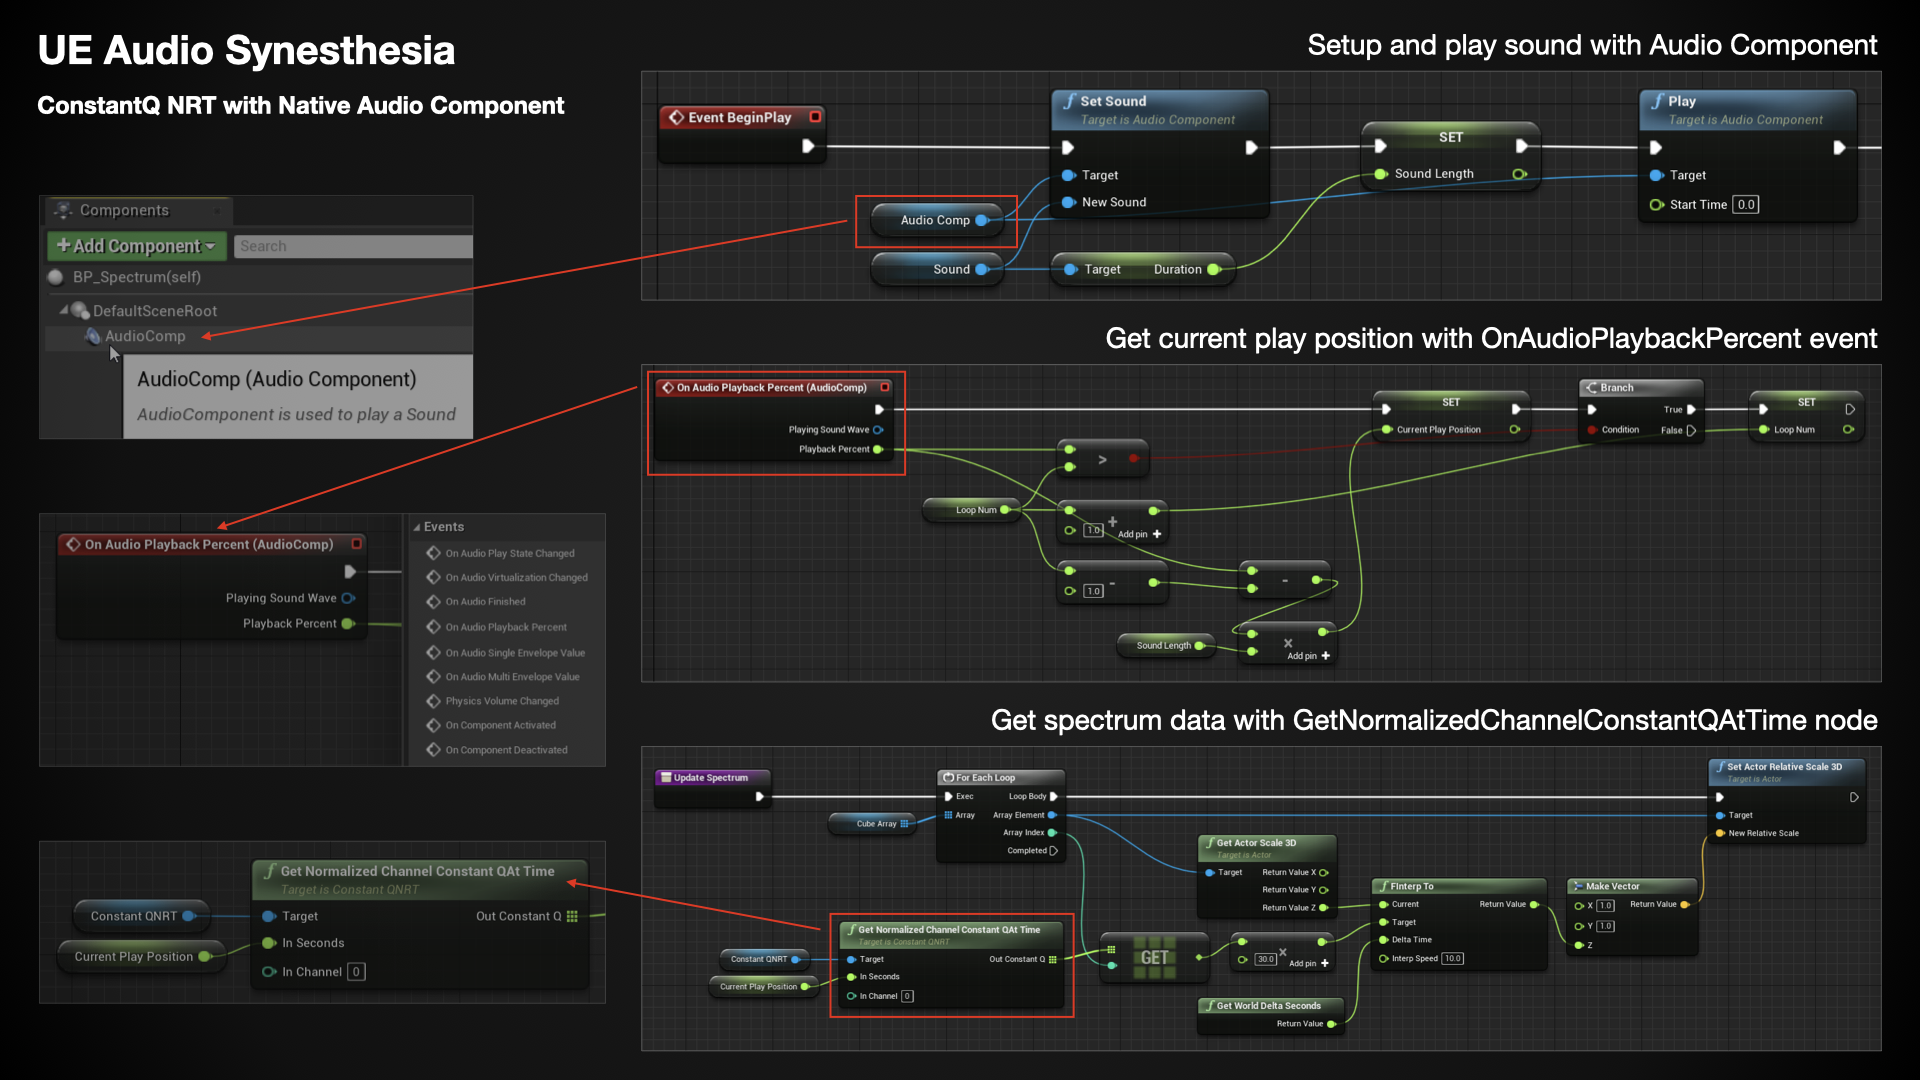 UE Audio Synesthesia
ConstantQ NRT with Native Audio Component
Components
+Add Component
Search
BP_Spectrum(self)
DefaultSceneRoot
AudioComp
AudioComp (Audio Component)
AudioComponent is used to play a Sound
On Audio Playback Percent (AudioComp)
Playing Sound Wave
Playback Percent
Events
On Audio Play State Changed
On Audio Virtualization Changed
On Audio Finished
On Audio Playback Percent
On Audio Single Envelope Value
On Audio Multi Envelope Value
Physics Volume Changed
On Component Activated
On Component Deactivated
Get Normalized Channel Constant QAt Time
Target is Constant QNRT
Constant QNRT
Target
Out Constant Q
In Seconds
Current Play Position
In Channel 0
Setup and play sound with Audio Component
Event BeginPlay
Set Sound
Target is Audio Component
Target
New Sound
Audio Comp
Sound
Target Duration
SET
Sound Length
Play
Target is Audio Component
Target
Start Time 0.0
Get current play position with OnAudioPlaybackPercent event
On Audio Playback Percent (AudioComp)
Playing Sound Wave
Playback Percent
>
Loop Num
+
1.0
Add pin +
-
1.0
-
Sound Length
×
Add pin +
SET
Current Play Position
Branch
True
Condition False
SET
Loop Num
Get spectrum data with GetNormalizedChannelConstantQAtTime node
Update Spectrum
For Each Loop
Exec Loop Body
Array Array Element
Array Index
Completed
Cube Array
Get Normalized Channel Constant QAt Time
Target is Constant QNRT
Constant QNRT
Target Out Constant Q
In Seconds
Current Play Position
In Channel 0
GET
×
30.0
Add pin +
Get Actor Scale 3D
Target is Actor
Target Return Value X
Return Value Y
Return Value Z
Get World Delta Seconds
Return Value
FInterp To
Current Return Value
Target
Delta Time
Interp Speed 10.0
Make Vector
X 1.0 Return Value
Y 1.0
Z
Set Actor Relative Scale 3D
Target is Actor
Target
New Relative Scale